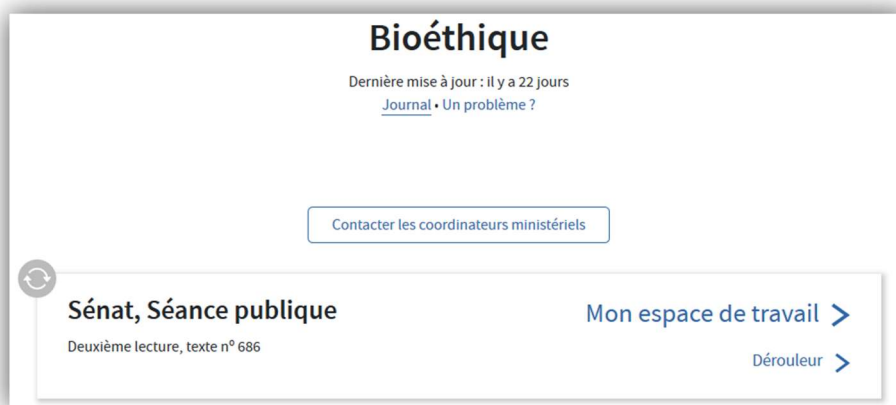 Bioéthique
Dernière mise à jour : il y a 22 jours
Journal • Un problème ?
Contacter les coordinateurs ministériels
Sénat, Séance publique
Mon espace de travail
Deuxième lecture, texte nº 686
Dérouleur